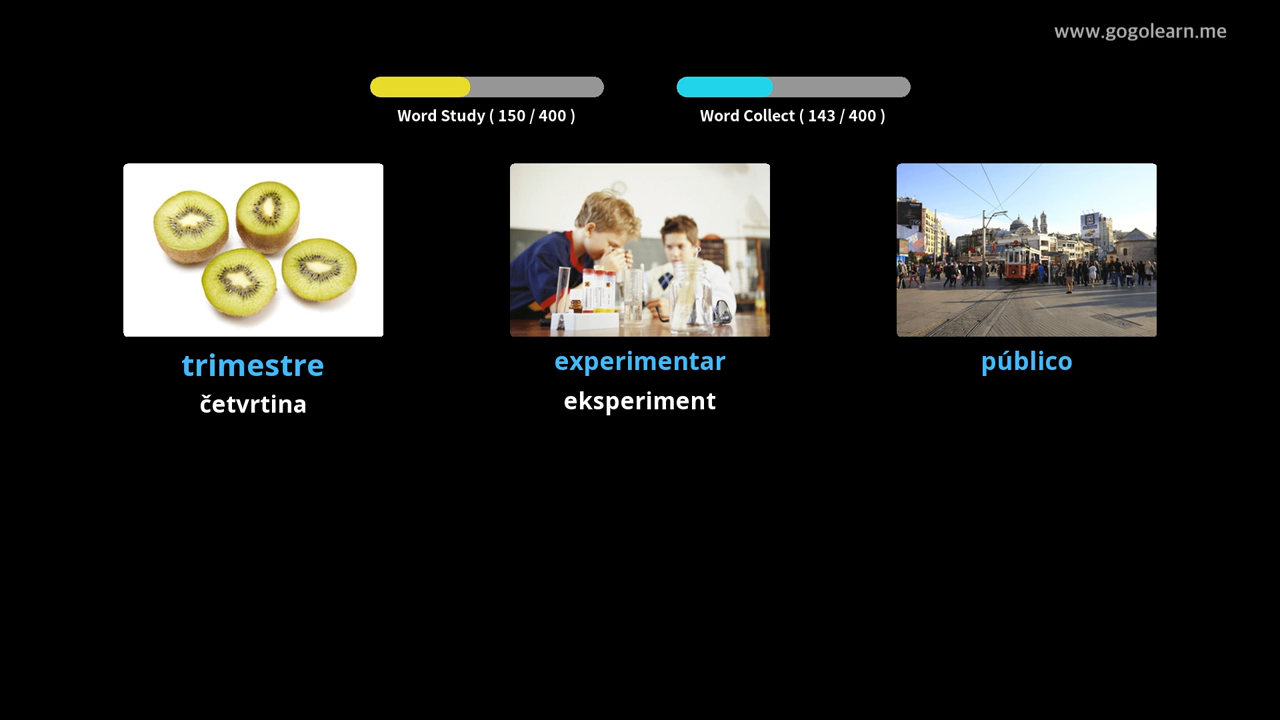 www.gogolearn.me
Word Study ( 150 / 400 )
Word Collect ( 143 / 400 )
trimestre
četvrtina
experimentar
eksperiment
público